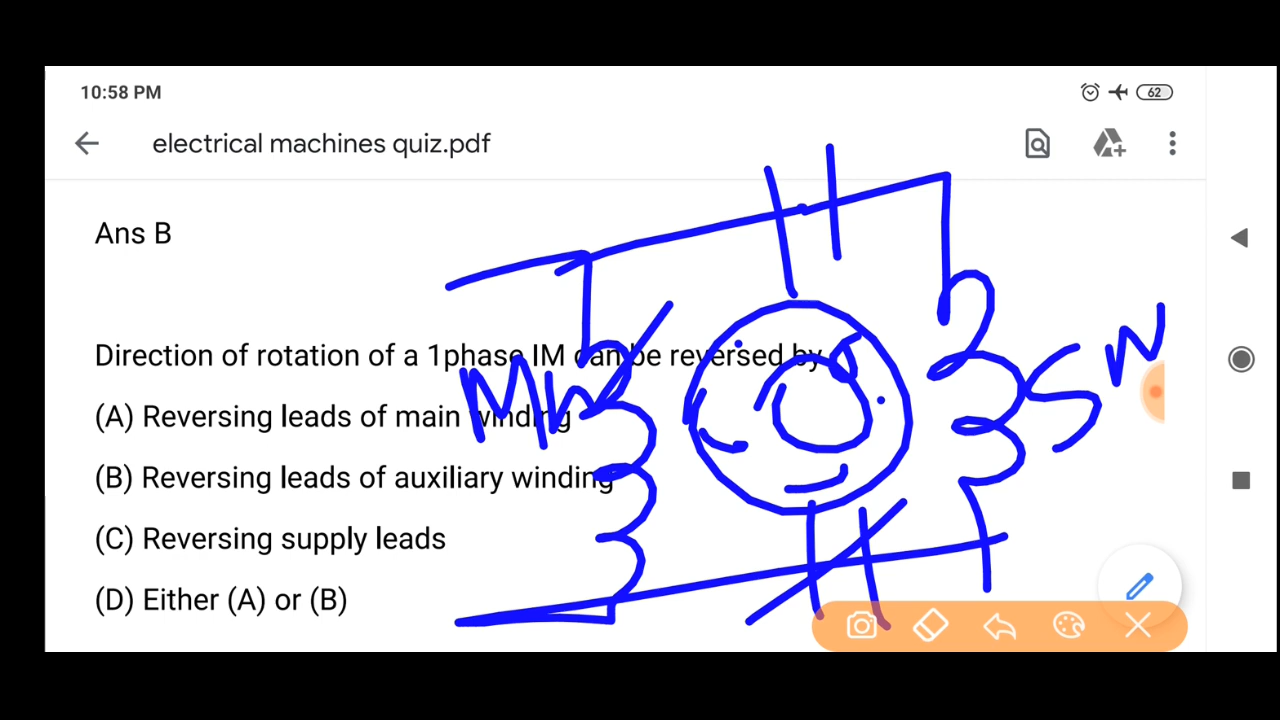 10:58 PM
62
electrical machines quiz.pdf
Ans B
Direction of rotation of a 1phase IM can be reversed by
(A) Reversing leads of main winding
(B) Reversing leads of auxiliary winding
(C) Reversing supply leads
(D) Either (A) or (B)
SW